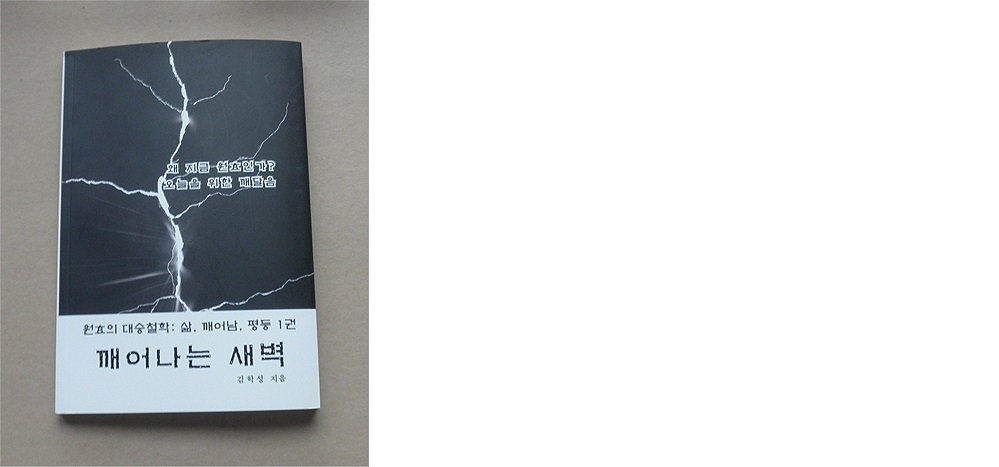 왜 지금 원효인가?
오늘을 위한 깨달음
원효의 대승철학: 삶, 깨어남, 평등 1권
깨어나는 새벽
김학성 지음